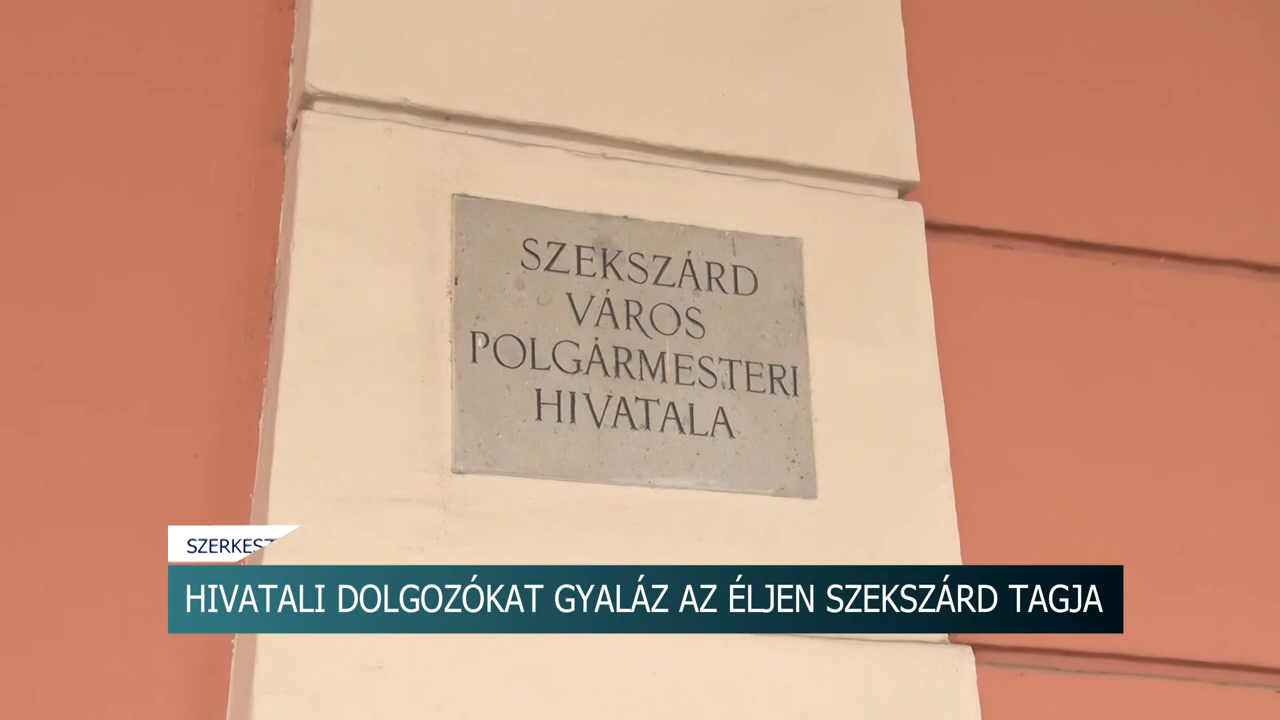 SZEKSZÁRD
VÁROS
POLGÁRMESTERI
HIVATALA
HIVATALI DOLGOZÓKAT GYALÁZ AZ ÉLJEN SZEKSZÁRD TAGJA